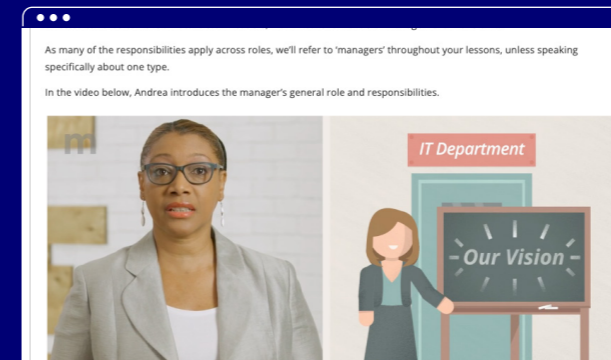 As many of the responsibilities apply across roles, we'll refer to 'managers' throughout your lessons, unless speaking
specifically about one type.
In the video below, Andrea introduces the manager's general role and responsibilities.
m
IT Department
Our Vision